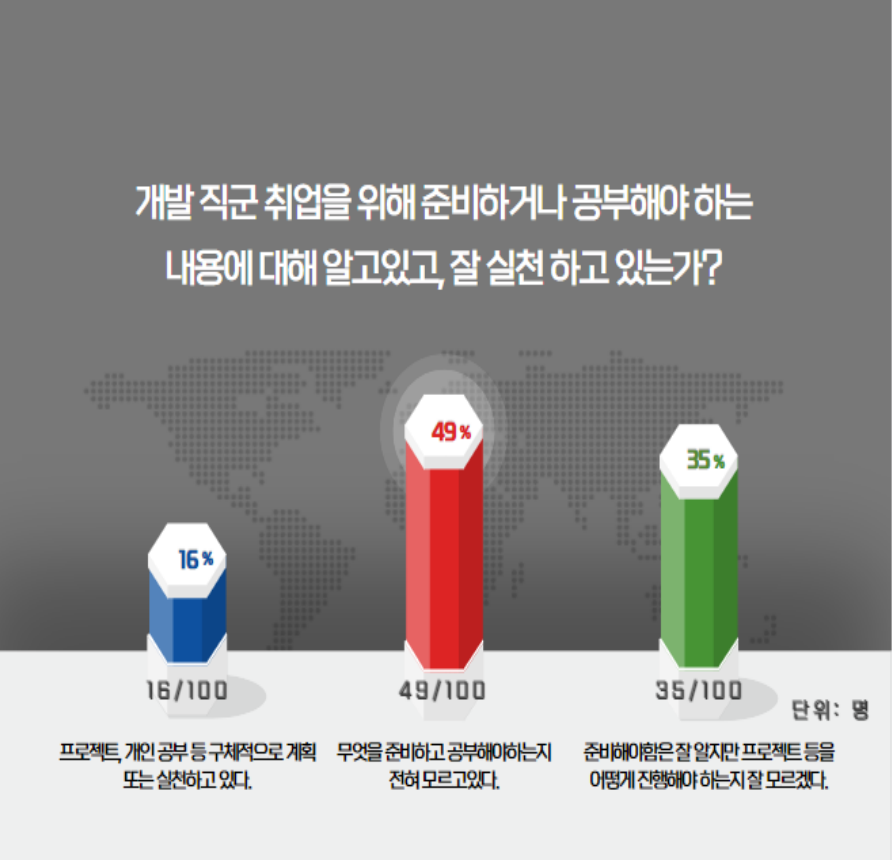 개발 직군 취업을 위해 준비하거나 공부해야 하는
내용에 대해 알고있고, 잘 실천 하고 있는가?
16%
49%
35%
16/100
49/100
35/100
단위: 명
프로젝트, 개인 공부 등 구체적으로 계획
또는 실천하고 있다.
무엇을 준비하고 공부해야하는지
전혀 모르고있다.
준비해야함은 잘 알지만 프로젝트 등을
어떻게 진행해야 하는지 잘 모르겠다.